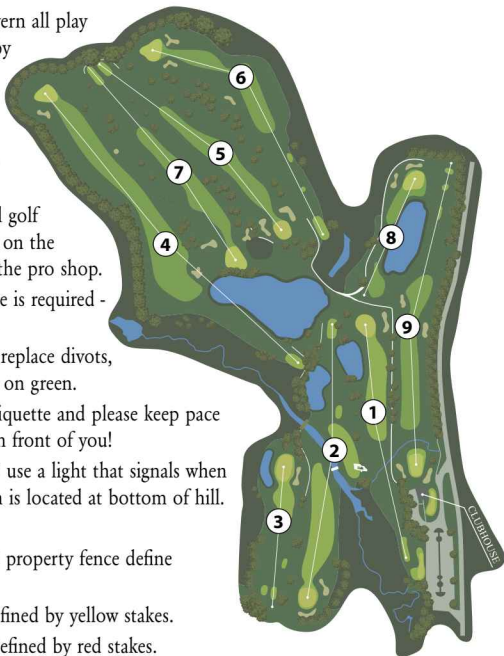 ern all play
by
l golf
on the
the pro shop.
e is required -
replace divots,
on green.
iquette and please keep pace
n front of you!
use a light that signals when
n is located at bottom of hill.
property fence define
fined by yellow stakes.
efined by red stakes.
6
5
7
4
8
9
1
2
3
CLUBHOUSE